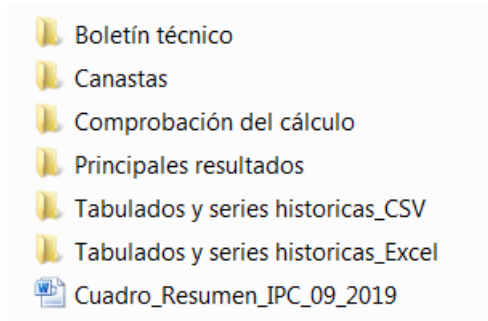 Boletín técnico
Canastas
Comprobación del cálculo
Principales resultados
Tabulados y series historicas_CSV
Tabulados y series historicas_Excel
Cuadro_Resumen_IPC_09_2019